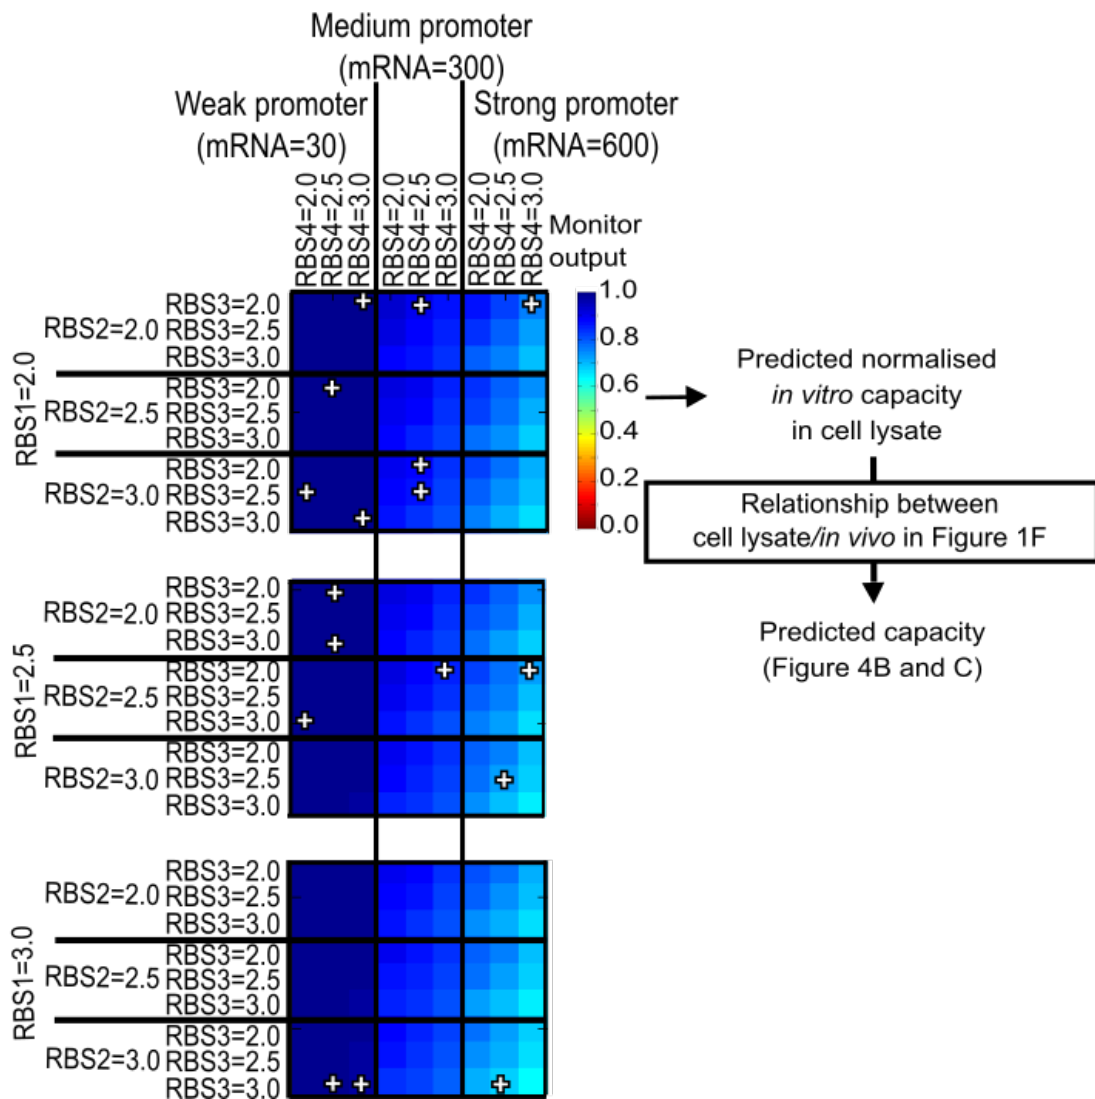 Medium promoter
(mRNA=300)
Weak promoter
(mRNA=30)
Strong promoter
(mRNA=600)
RBS4=2.0
RBS4=2.5
RBS4=3.0
RBS4=2.0
RBS4=2.5
RBS4=3.0
RBS4=2.0
RBS4=2.5
RBS4=3.0
Monitor
output
1.0
0.8
0.6
0.4
0.2
0.0
RBS1=2.0
RBS2=2.0
RBS3=2.0
RBS3=2.5
RBS3=3.0
RBS2=2.5
RBS3=2.0
RBS3=2.5
RBS3=3.0
RBS2=3.0
RBS3=2.0
RBS3=2.5
RBS3=3.0
RBS1=2.5
RBS2=2.0
RBS3=2.0
RBS3=2.5
RBS3=3.0
RBS2=2.5
RBS3=2.0
RBS3=2.5
RBS3=3.0
RBS2=3.0
RBS3=2.0
RBS3=2.5
RBS3=3.0
RBS1=3.0
RBS2=2.0
RBS3=2.0
RBS3=2.5
RBS3=3.0
RBS2=2.5
RBS3=2.0
RBS3=2.5
RBS3=3.0
RBS2=3.0
RBS3=2.0
RBS3=2.5
RBS3=3.0
Predicted normalised
in vitro capacity
in cell lysate
Relationship between
cell lysate/in vivo in Figure 1F
Predicted capacity
(Figure 4B and C)